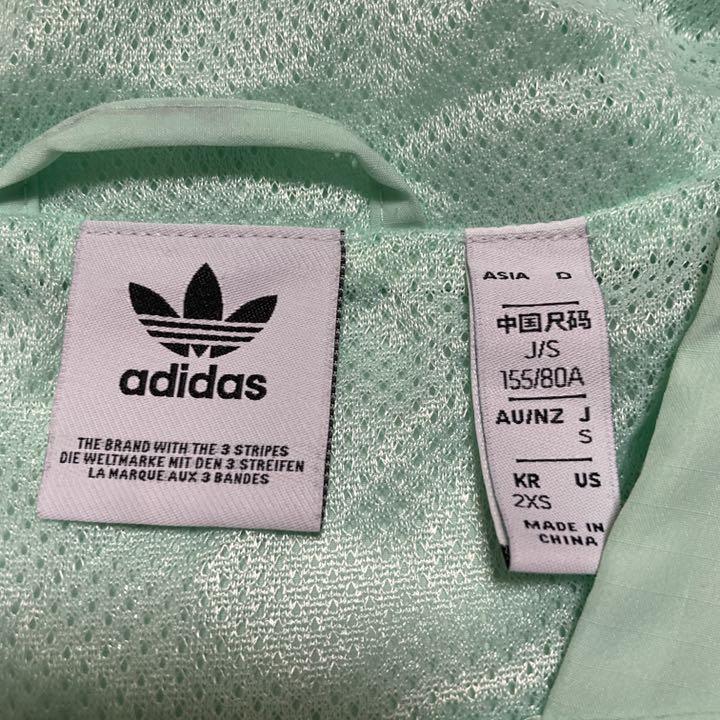 adidas
THE BRAND WITH THE 3 STRIPES
DIE WELTMARKE MIT DEN 3 STREIFEN
LA MARQUE AUX 3 BANDES
ASIA D
中国尺码
J/S
155/80A
AU/NZ J
S
KR US
2XS
MADE IN
CHINA